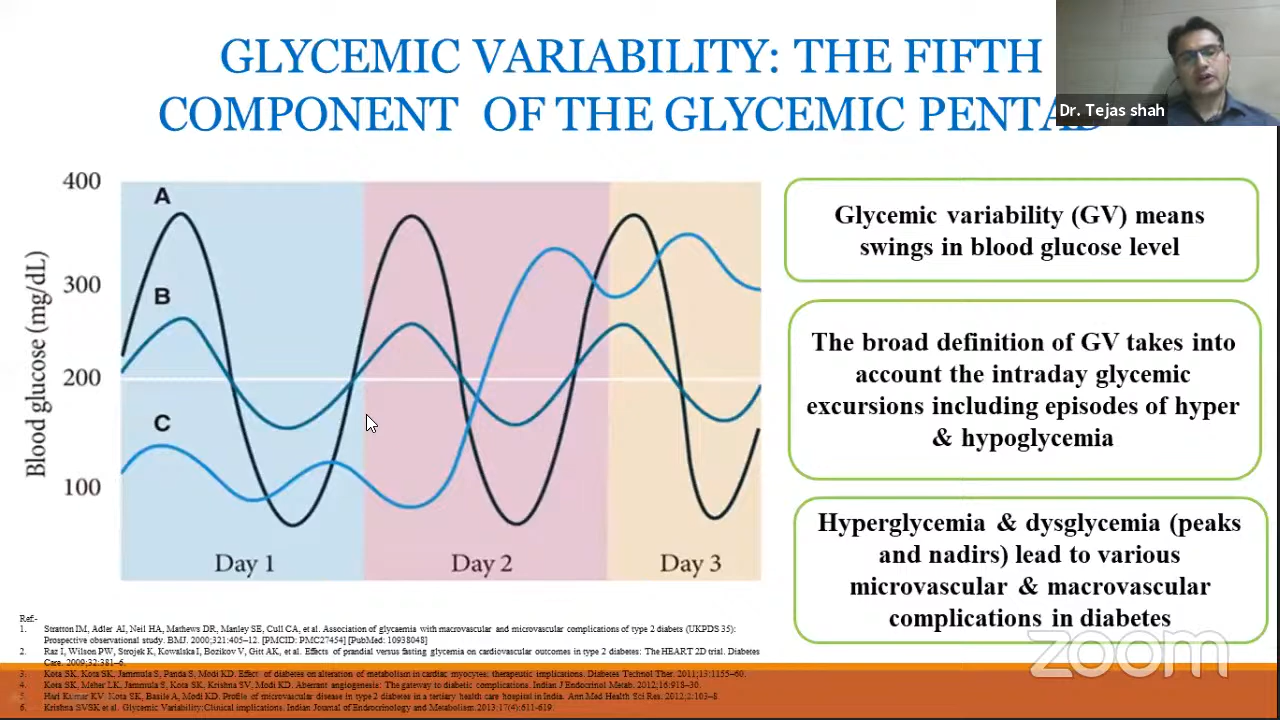 GLYCEMIC VARIABILITY: THE FIFTH
COMPONENT OF THE GLYCEMIC PENTAD
Dr. Tejas shah
400
300
200
100
Blood glucose (mg/dL)
A
B
C
Day 1
Day 2
Day 3
Glycemic variability (GV) means
swings in blood glucose level
The broad definition of GV takes into
account the intraday glycemic
excursions including episodes of hyper
& hypoglycemia
Hyperglycemia & dysglycemia (peaks
and nadirs) lead to various
microvascular & macrovascular
complications in diabetes
Ref:-
1. Stratton IM, Adler AI, Neil HA, Mathews DR, Manley SE, Cull CA, et al. Association of glycaemia with macrovascular and microvascular complications of type 2 diabets (UKPDS 35):
Prospective observational study. BMJ. 2000;321:405–12. [PMCID: PMC27454] [PubMed: 10938048]
2. Raz I, Wilson PW, Strojek K, Kowalska I, Bozikov V, Gitt AK, et al. Effects of prandial versus fasting glycemia on cardiovascular outcomes in type 2 diabetes: The HEART 2D trial. Diabetes
Care. 2009;32:381–6.
3. Kota SK, Kota SK, Jammula S, Panda S, Modi KD. Effect of diabetes on alteration of metabolism in cardiac myocytes: therapeutic implications. Diabetes Technol Ther. 2011;13:1155–60.
4. Kota SK, Meher LK, Jammula S, Kota SK, Krishna SV, Modi KD. Aberrant angiogenesis: The gateway to diabetic complications. Indian J Endocrinol Metab. 2012;16:918–30.
5. Hari Kumar KV, Kota SK, Basile A, Modi KD. Profile of microvascular disease in type 2 diabetes in a tertiary health care hospital in India. Ann Med Health Sci Res. 2012;2:103–8.
6. Krishna SVSK et al. Glycemic Variability:Clinical implications. Indian Journal of Endrocrinology and Metabolism.2013;17(4):611-619.
zoom